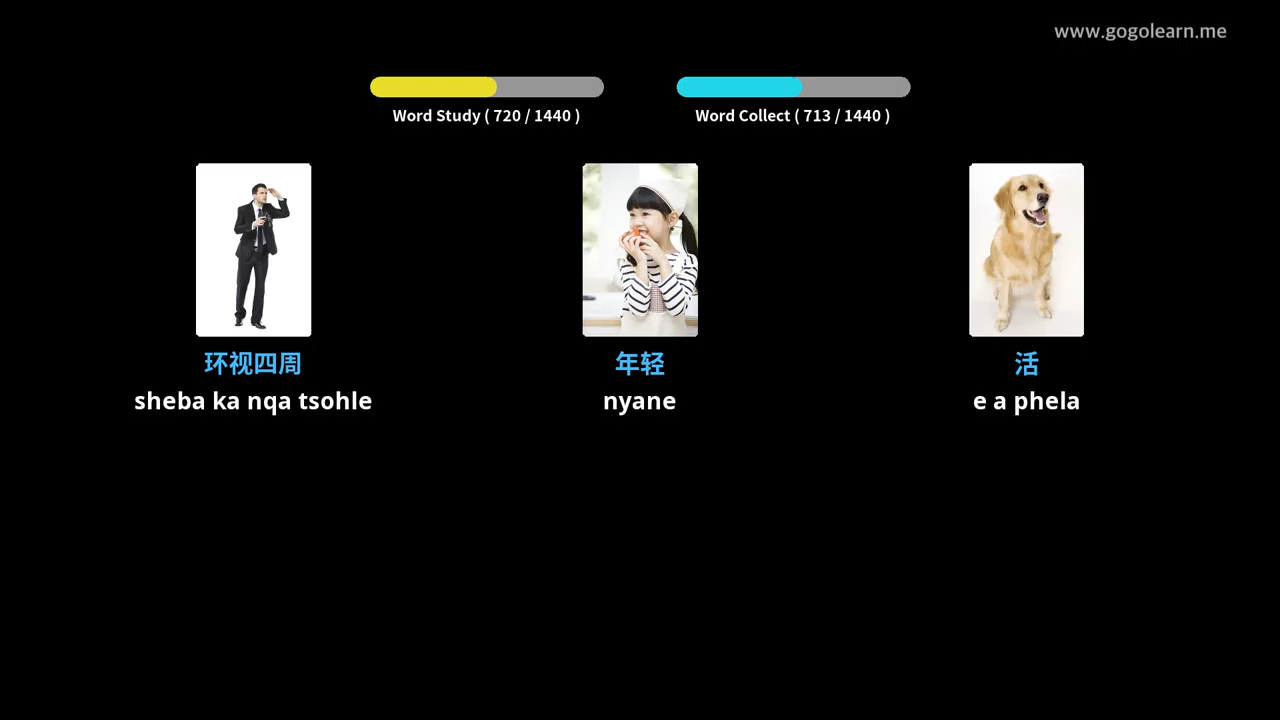 www.gogolearn.me
Word Study ( 720 / 1440 )
Word Collect ( 713 / 1440 )
环视四周
sheba ka nqa tsohle
年轻
nyane
活
e a phela